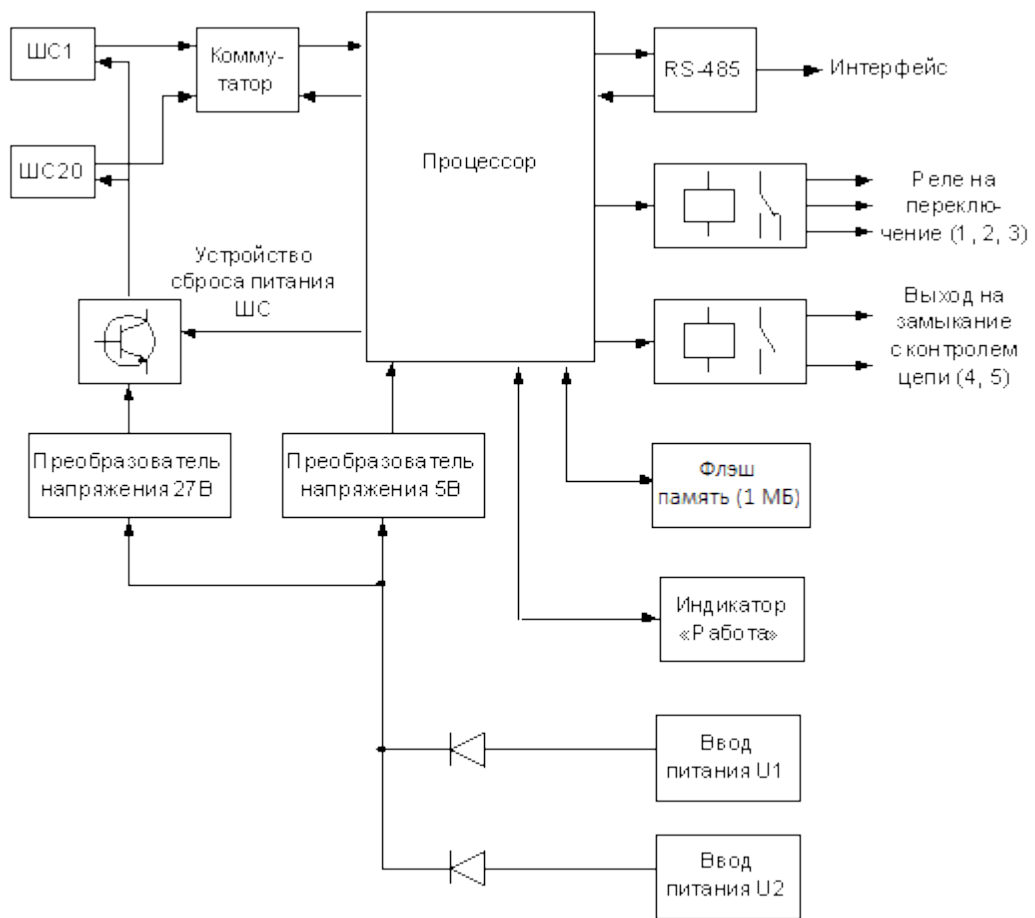 ШС1
Комму-
татор
ШС20
Процессор
RS-485
Интерфейс
Реле на
переклю-
чение (1, 2, 3)
Устройство
сброса питания
ШС
Выход на
замыкание
с контролем
цепи (4, 5)
Преобразователь
напряжения 27В
Преобразователь
напряжения 5В
Флэш
память (1 МБ)
Индикатор
«Работа»
Ввод
питания U1
Ввод
питания U2